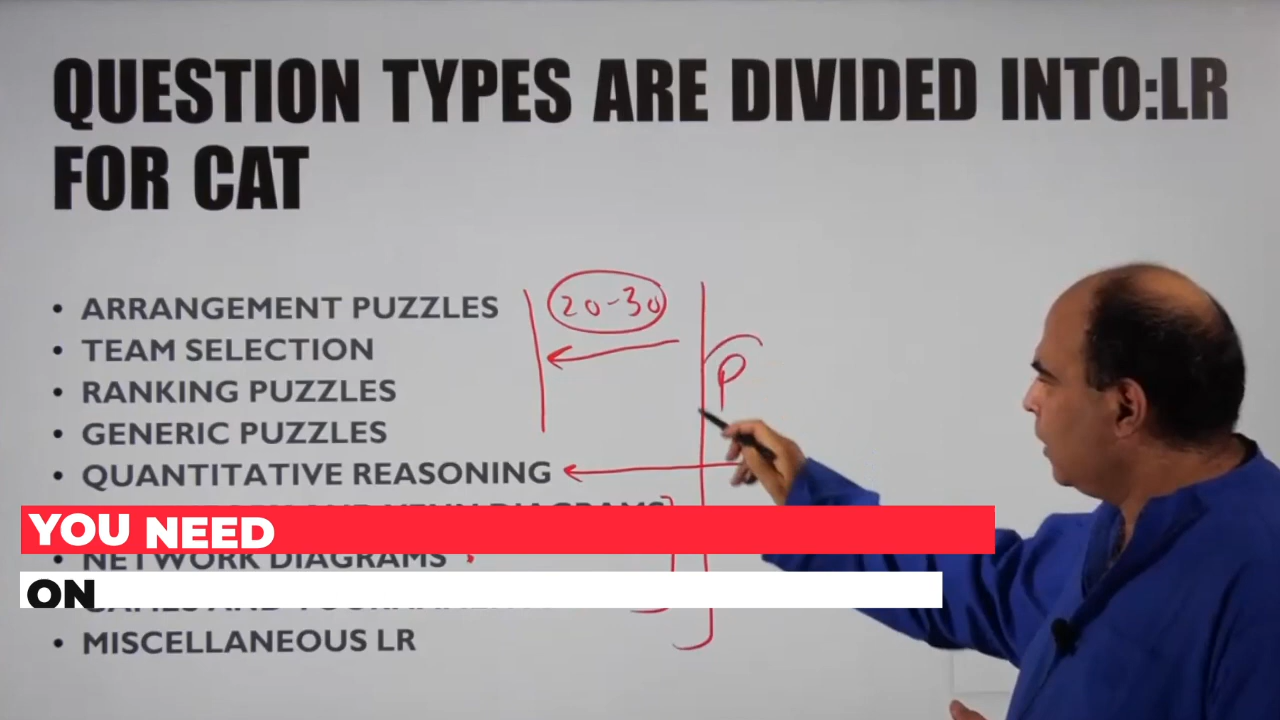 QUESTION TYPES ARE DIVIDED INTO:LR
FOR CAT
• ARRANGEMENT PUZZLES
20-30
• TEAM SELECTION
P
• RANKING PUZZLES
• GENERIC PUZZLES
• QUANTITATIVE REASONING
YOU NEED
• NETWORK DIAGRAMS
ON
• MISCELLANEOUS LR